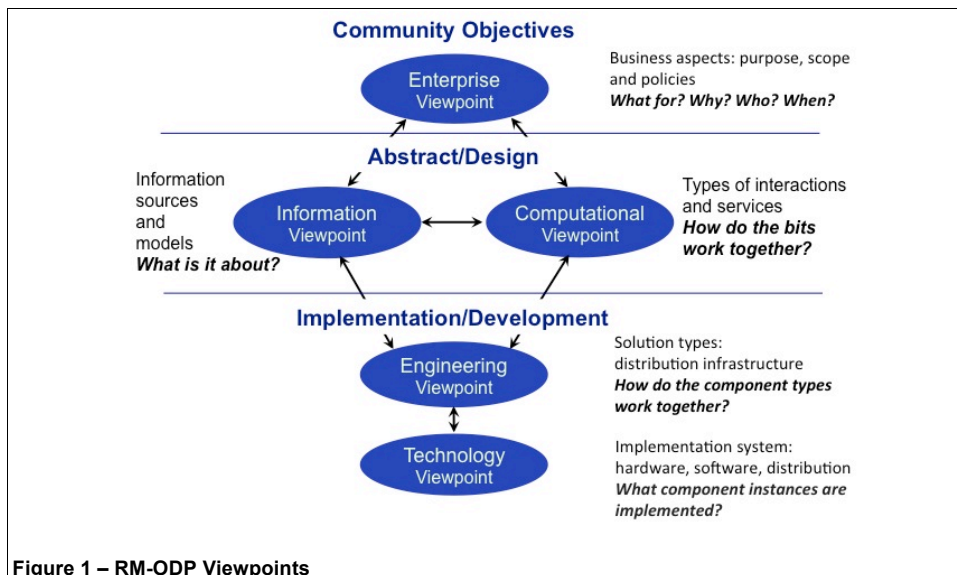 Community Objectives
Enterprise
Viewpoint
Business aspects: purpose, scope
and policies
What for? Why? Who? When?
Abstract/Design
Information
sources
and
models
What is it about?
Information
Viewpoint
Computational
Viewpoint
Types of interactions
and services
How do the bits
work together?
Implementation/Development
Engineering
Viewpoint
Solution types:
distribution infrastructure
How do the component types
work together?
Technology
Viewpoint
Implementation system:
hardware, software, distribution
What component instances are
implemented?
Figure 1 – RM-ODP Viewpoints